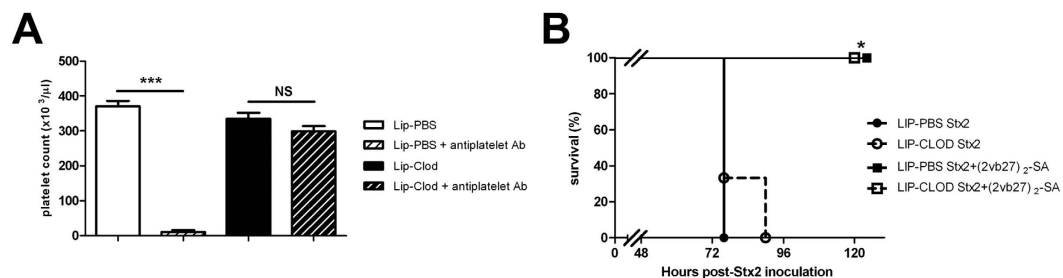 A
platelet count (x10³/µl)
500
400
300
200
100
0
***
NS
Lip-PBS
Lip-PBS + antiplatelet Ab
Lip-Clod
Lip-Clod + antiplatelet Ab
B
survival (%)
100
80
60
40
20
0
*
0 48 72 96 120
Hours post-Stx2 inoculation
LIP-PBS Stx2
LIP-CLOD Stx2
LIP-PBS Stx2+(2vb27) ₂-SA
LIP-CLOD Stx2+(2vb27) ₂-SA